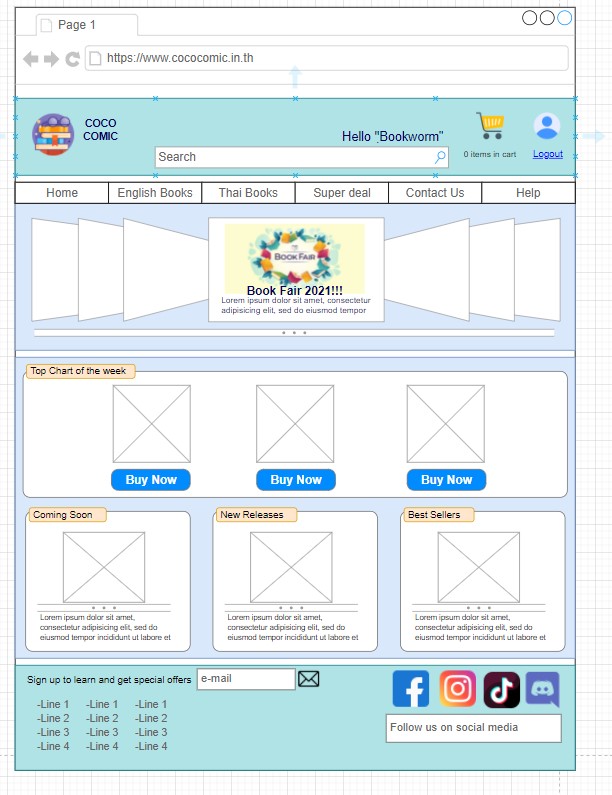 Page 1
https://www.cococomic.in.th
COCO
COMIC
Hello "Bookworm"
Search
0 items in cart
Logout
Home English Books Thai Books Super deal Contact Us Help
BOOK FAIR
Book Fair 2021!!!
Lorem ipsum dolor sit amet, consectetur
adipisicing elit, sed do eiusmod tempor
Top Chart of the week
Buy Now Buy Now Buy Now
Coming Soon
Lorem ipsum dolor sit amet,
consectetur adipisicing elit, sed do
eiusmod tempor incididunt ut labore et
New Releases
Lorem ipsum dolor sit amet,
consectetur adipisicing elit, sed do
eiusmod tempor incididunt ut labore et
Best Sellers
Lorem ipsum dolor sit amet,
consectetur adipisicing elit, sed do
eiusmod tempor incididunt ut labore et
Sign up to learn and get special offers e-mail
-Line 1 -Line 1 -Line 1
-Line 2 -Line 2 -Line 2
-Line 3 -Line 3 -Line 3
-Line 4 -Line 4 -Line 4
Follow us on social media